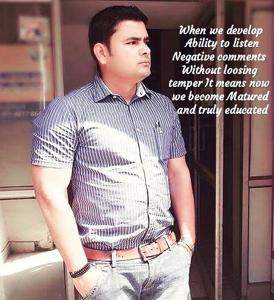 When we develop
Ability to listen
Negative comments
Without loosing
temper It means now
we become Matured
and truly educated